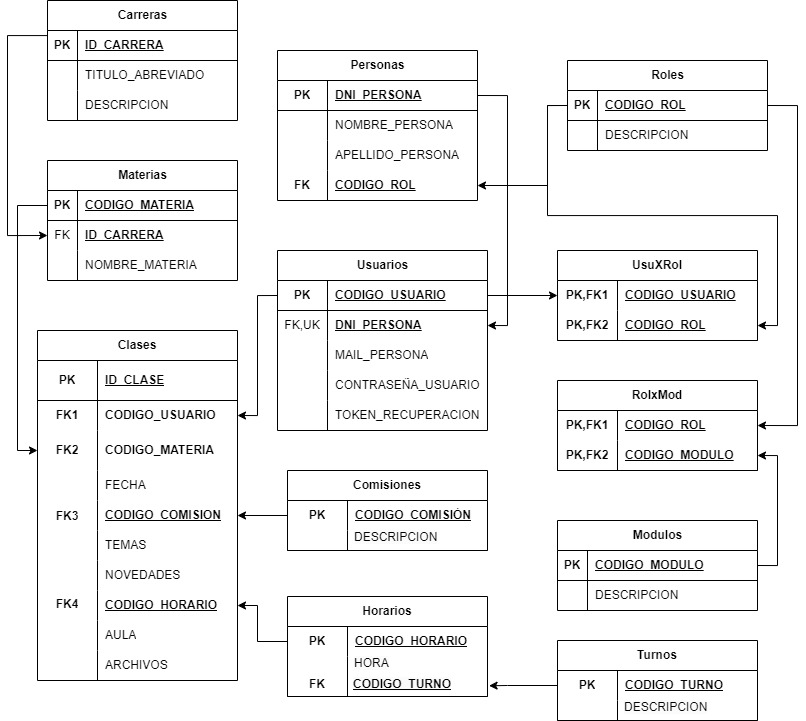 Carreras
PK ID_CARRERA
TITULO_ABREVIADO
DESCRIPCION
Materias
PK CODIGO_MATERIA
FK ID_CARRERA
NOMBRE_MATERIA
Clases
PK ID_CLASE
FK1 CODIGO_USUARIO
FK2 CODIGO_MATERIA
FECHA
FK3 CODIGO_COMISION
TEMAS
NOVEDADES
FK4 CODIGO_HORARIO
AULA
ARCHIVOS
Personas
PK DNI_PERSONA
NOMBRE_PERSONA
APELLIDO_PERSONA
FK CODIGO_ROL
Usuarios
PK CODIGO_USUARIO
FK,UK DNI_PERSONA
MAIL_PERSONA
CONTRASEÑA_USUARIO
TOKEN_RECUPERACION
Comisiones
PK CODIGO_COMISIÓN
DESCRIPCION
Horarios
PK CODIGO_HORARIO
HORA
FK CODIGO_TURNO
Roles
PK CODIGO_ROL
DESCRIPCION
UsuXRol
PK,FK1 CODIGO_USUARIO
PK,FK2 CODIGO_ROL
RolxMod
PK,FK1 CODIGO_ROL
PK,FK2 CODIGO_MODULO
Modulos
PK CODIGO_MODULO
DESCRIPCION
Turnos
PK CODIGO_TURNO
DESCRIPCION